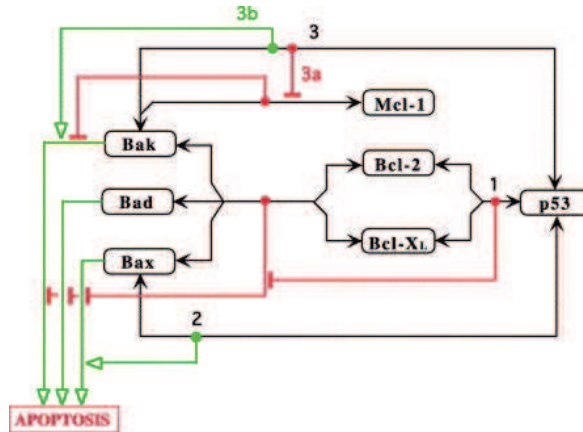 3b
3
3a
Mcl-1
Bak
Bcl-2
Bad
1
p53
Bcl-XL
Bax
2
APOPTOSIS